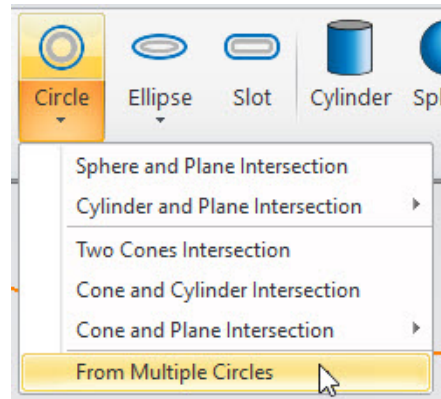 Circle Ellipse Slot Cylinder
Sphere and Plane Intersection
Cylinder and Plane Intersection
Two Cones Intersection
Cone and Cylinder Intersection
Cone and Plane Intersection
From Multiple Circles